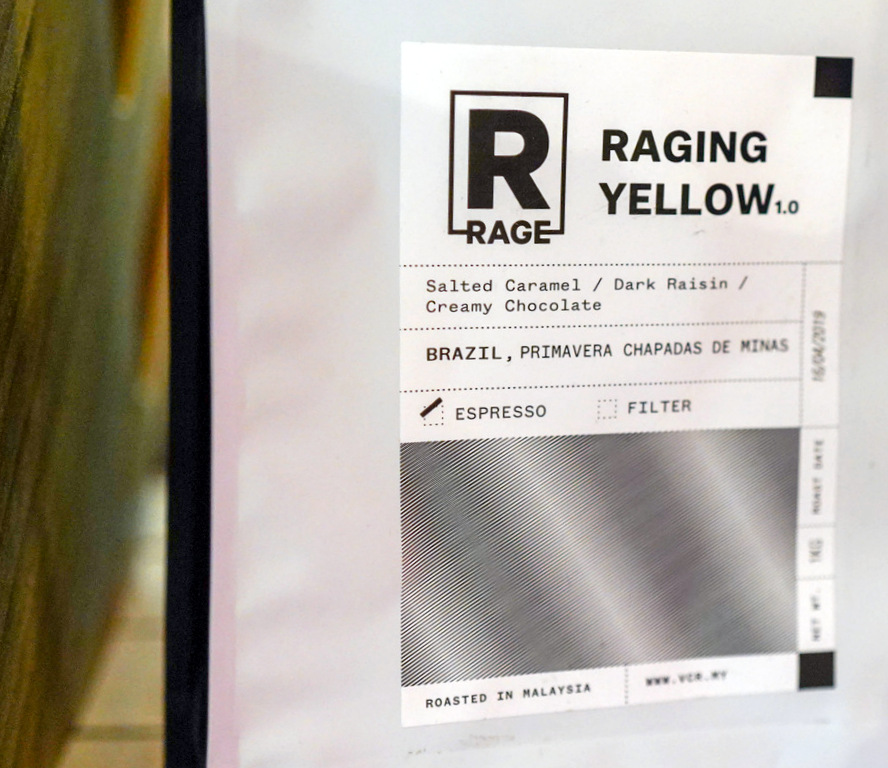 R
RAGE
RAGING
YELLOW1.0
Salted Caramel / Dark Raisin /
Creamy Chocolate
BRAZIL, PRIMAVERA CHAPADAS DE MINAS
ESPRESSO
FILTER
16/04/2019
ROAST DATE
1KG
NET WT.
ROASTED IN MALAYSIA
WWW.VCR.MY